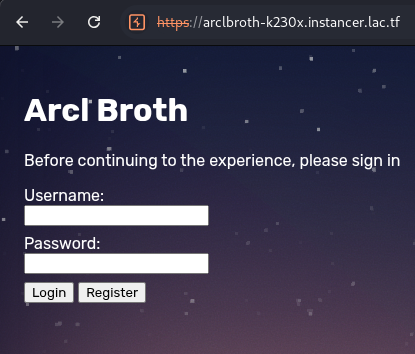 https://arclbroth-k230x.instancer.lac.tf
Arcl Broth
Before continuing to the experience, please sign in
Username:
Password:
Login Register